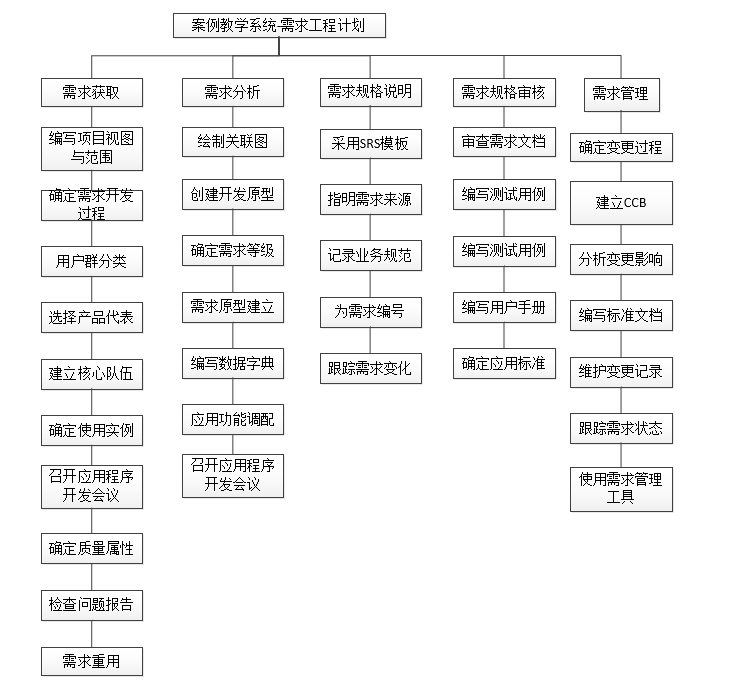 案例教学系统-需求工程计划
需求获取
编写项目视图
与范围
确定需求开发
过程
用户群分类
选择产品代表
建立核心队伍
确定使用实例
召开应用程序
开发会议
确定质量属性
检查问题报告
需求重用
需求分析
绘制关联图
创建开发原型
确定需求等级
需求原型建立
编写数据字典
应用功能调配
召开应用程序
开发会议
需求规格说明
采用SRS模板
指明需求来源
记录业务规范
为需求编号
跟踪需求变化
需求规格审核
审查需求文档
编写测试用例
编写测试用例
编写用户手册
确定应用标准
需求管理
确定变更过程
建立CCB
分析变更影响
编写标准文档
维护变更记录
跟踪需求状态
使用需求管理
工具